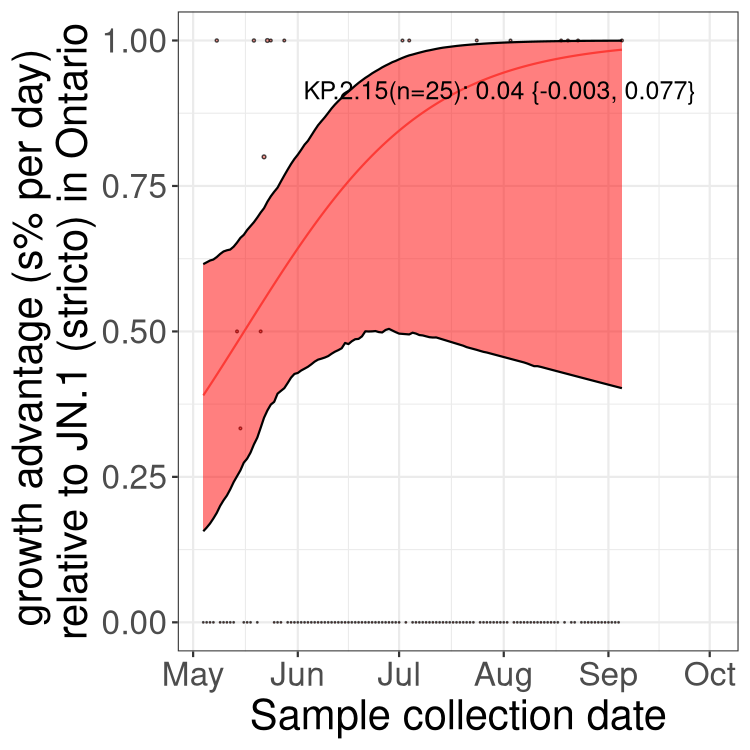 growth advantage (s% per day)
relative to JN.1 (stricto) in Ontario
1.00
0.75
0.50
0.25
0.00
KP.2.15(n=25): 0.04 {-0.003, 0.077}
May Jun Jul Aug Sep Oct
Sample collection date